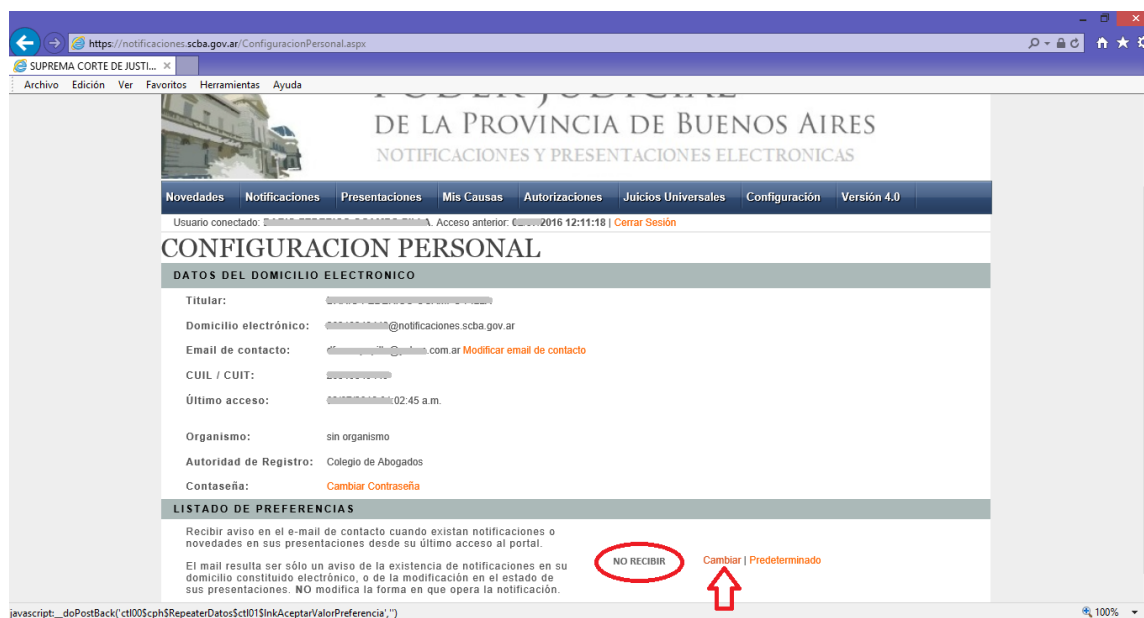 https://notificaciones.scba.gov.ar/ConfiguracionPersonal.aspx
SUPREMA CORTE DE JUSTI...
Archivo Edición Ver Favoritos Herramientas Ayuda
PODER JUDICIAL
DE LA PROVINCIA DE BUENOS AIRES
NOTIFICACIONES Y PRESENTACIONES ELECTRONICAS
Novedades Notificaciones Presentaciones Mis Causas Autorizaciones Juicios Universales Configuración Versión 4.0
Usuario conectado: Acceso anterior: 2016 12:11:18 | Cerrar Sesión
CONFIGURACION PERSONAL
DATOS DEL DOMICILIO ELECTRONICO
Titular:
Domicilio electrónico: @notificaciones.scba.gov.ar
Email de contacto: .com.ar Modificar email de contacto
CUIL / CUIT:
Último acceso: 02:45 a.m.
Organismo: sin organismo
Autoridad de Registro: Colegio de Abogados
Contaseña: Cambiar Contraseña
LISTADO DE PREFERENCIAS
Recibir aviso en el e-mail de contacto cuando existan notificaciones o
novedades en sus presentaciones desde su último acceso al
portal.
El mail resulta ser sólo un aviso de la existencia de notificaciones en su
domicilio constituido electrónico, o de la modificación en el estado de
sus presentaciones. NO modifica la forma en que opera la notificación.
NO RECIBIR Cambiar | Predeterminado
javascript:__doPostBack('ctl00$cph$RepeaterDatos$ctl01$lnkAceptarValorPreferencia','')
100%